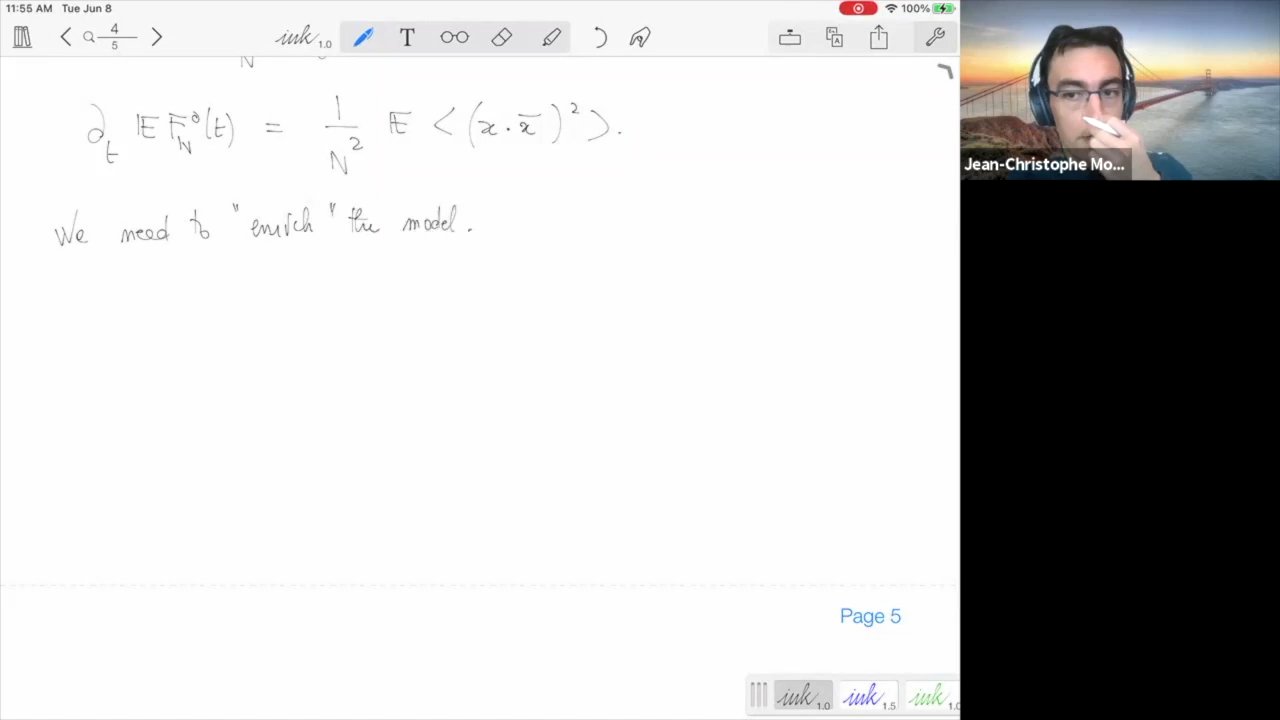 11:55 AM Tue Jun 8
100%
4
5
ink 1.0
T
N
∂_t 𝔼 F̄_N°(t) = 1/N² 𝔼 < (x · x̄)² >.
We need to "enrich" the model.
Jean-Christophe Mo...
Page 5
ink 1.0 ink 1.5 ink 1.0